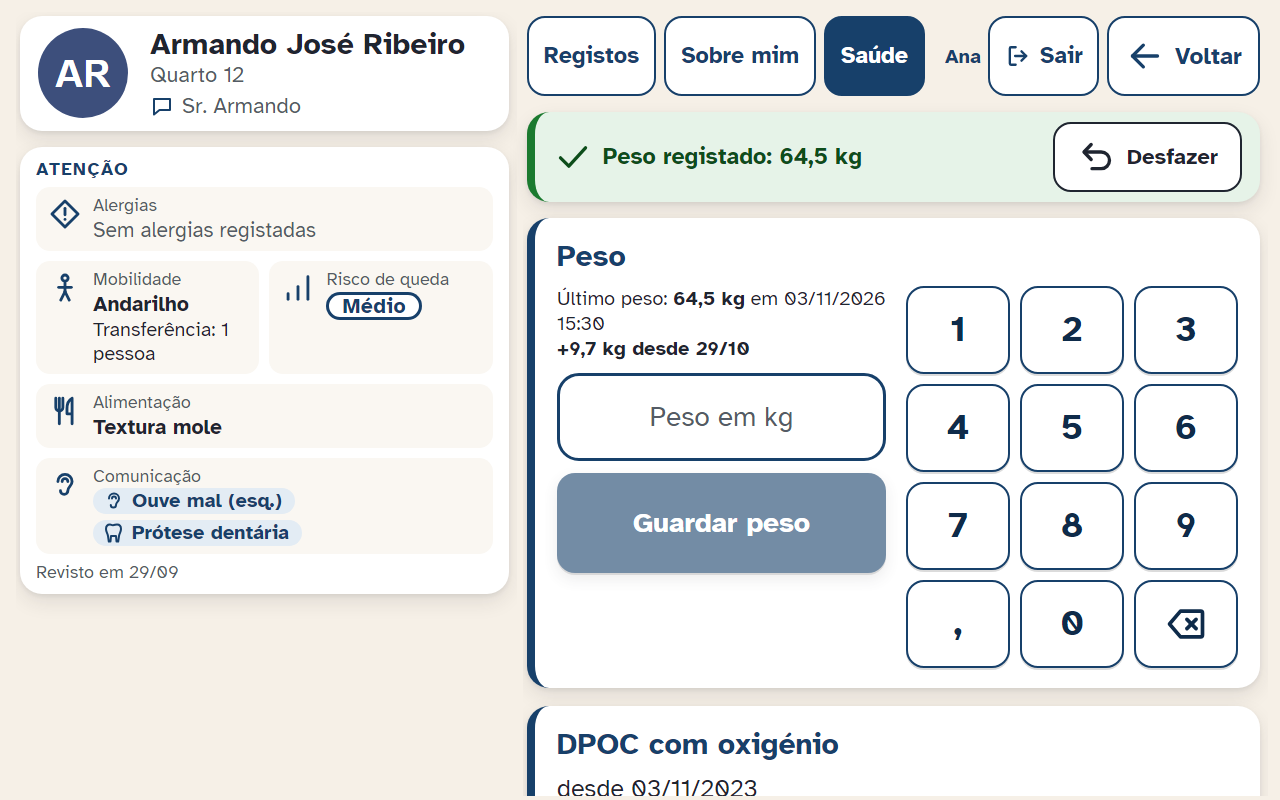 AR
Armando José Ribeiro
Quarto 12
Sr. Armando
ATENÇÃO
Alergias
Sem alergias registadas
Mobilidade
Andarilho
Transferência: 1
pessoa
Risco de queda
Médio
Alimentação
Textura mole
Comunicação
Ouve mal (esq.)
Prótese dentária
Revisto em 29/09
Registos
Sobre mim
Saúde
Ana
Sair
Voltar
Peso registado: 64,5 kg
Desfazer
Peso
Último peso: 64,5 kg em 03/11/2026
15:30
+9,7 kg desde 29/10
Peso em kg
Guardar peso
1 2 3
4 5 6
7 8 9
, 0
DPOC com oxigénio
desde 03/11/2023